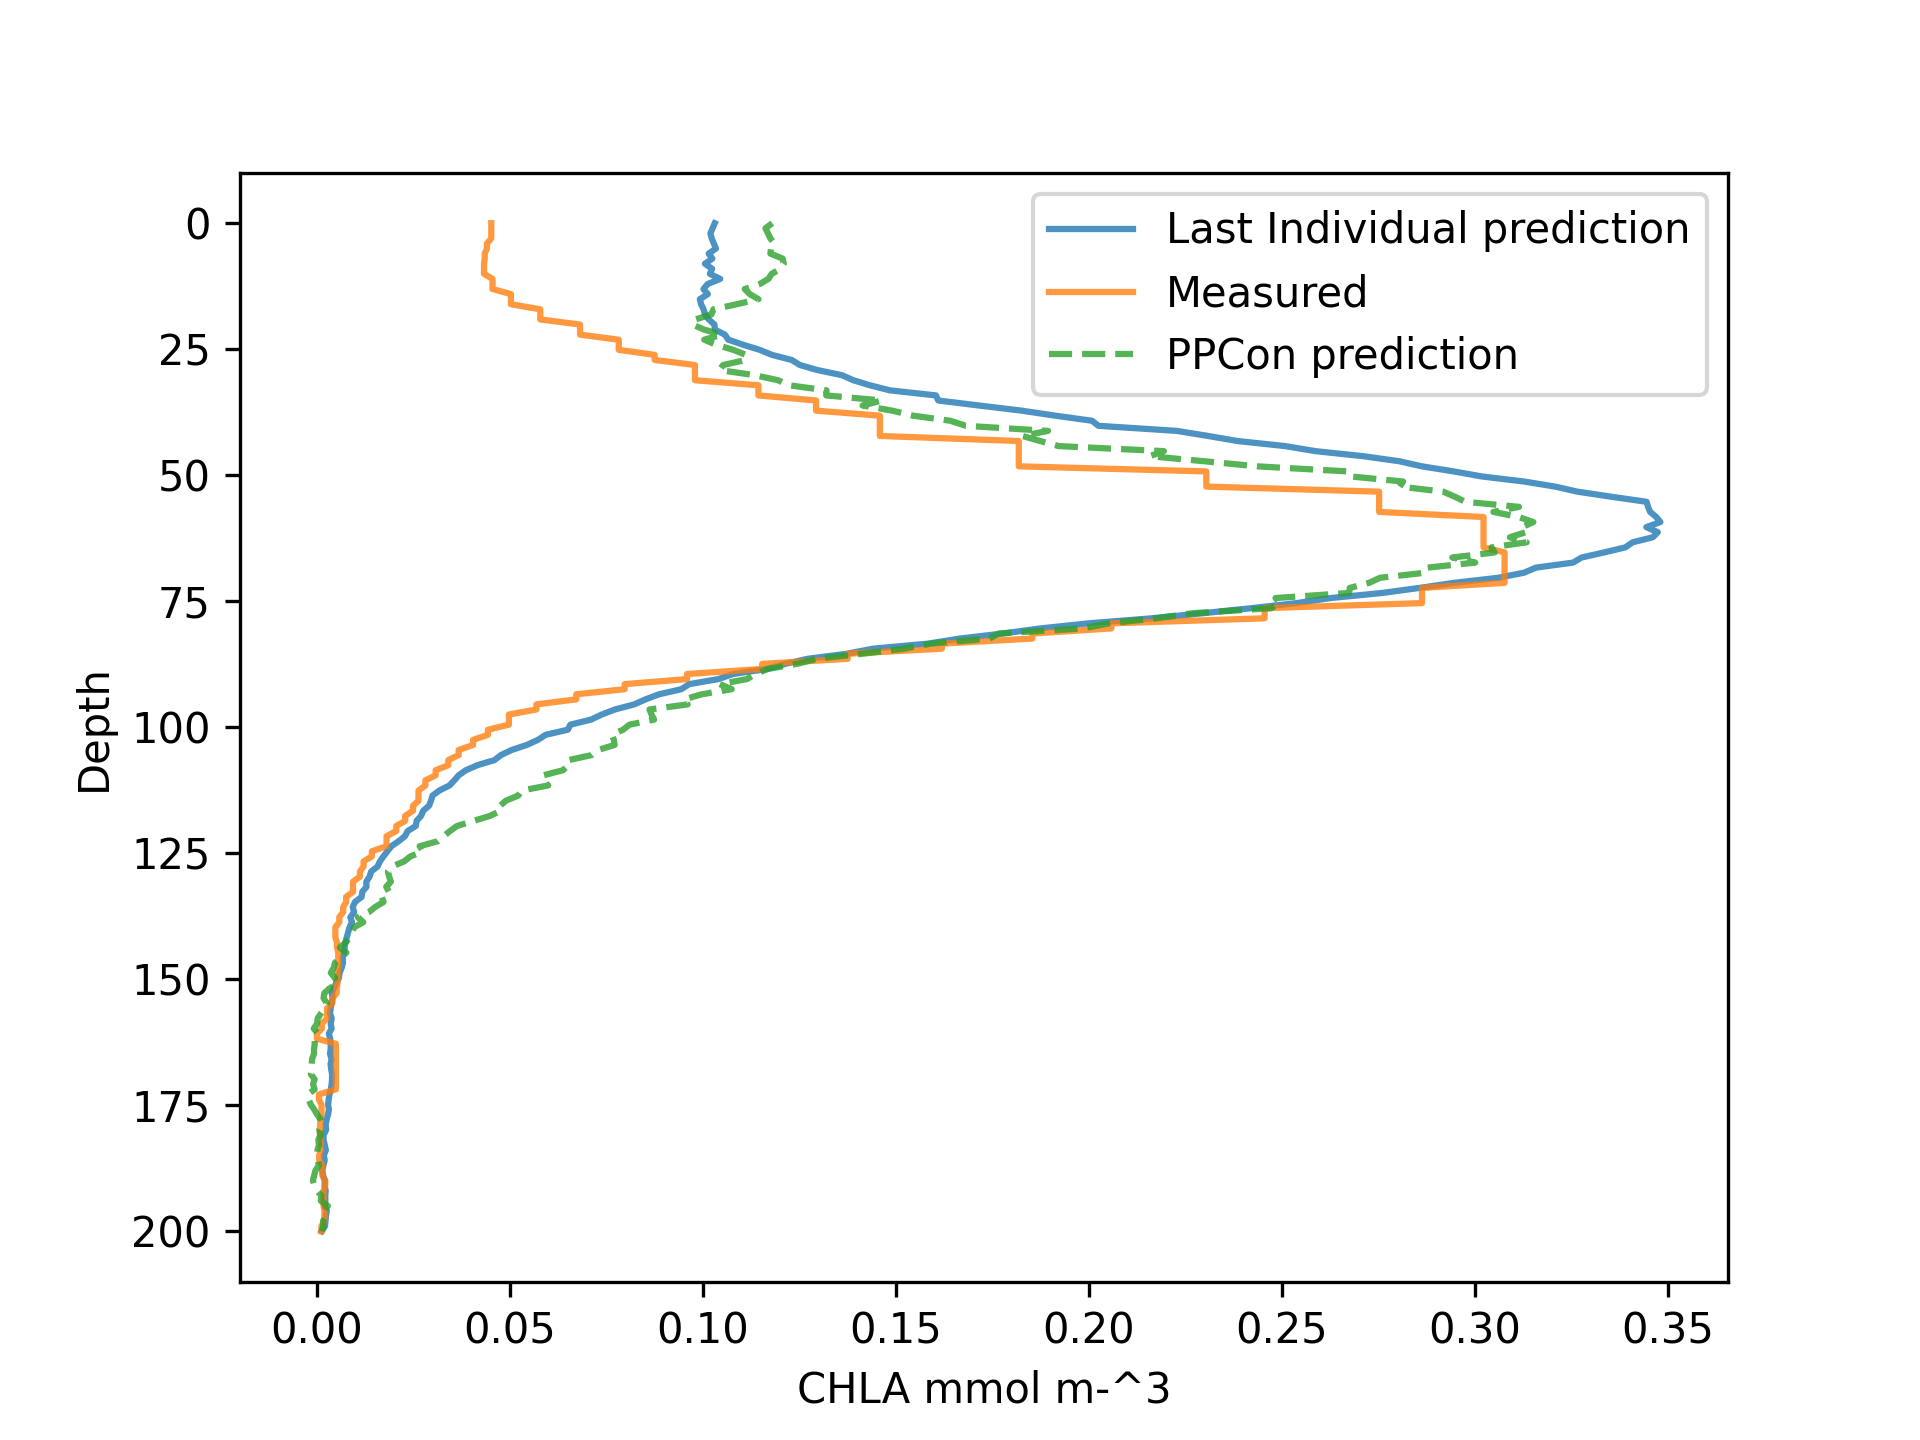 Last Individual prediction
Measured
PPCon prediction
0
25
50
75
100
125
150
175
200
Depth
0.00 0.05 0.10 0.15 0.20 0.25 0.30 0.35
CHLA mmol m-^3